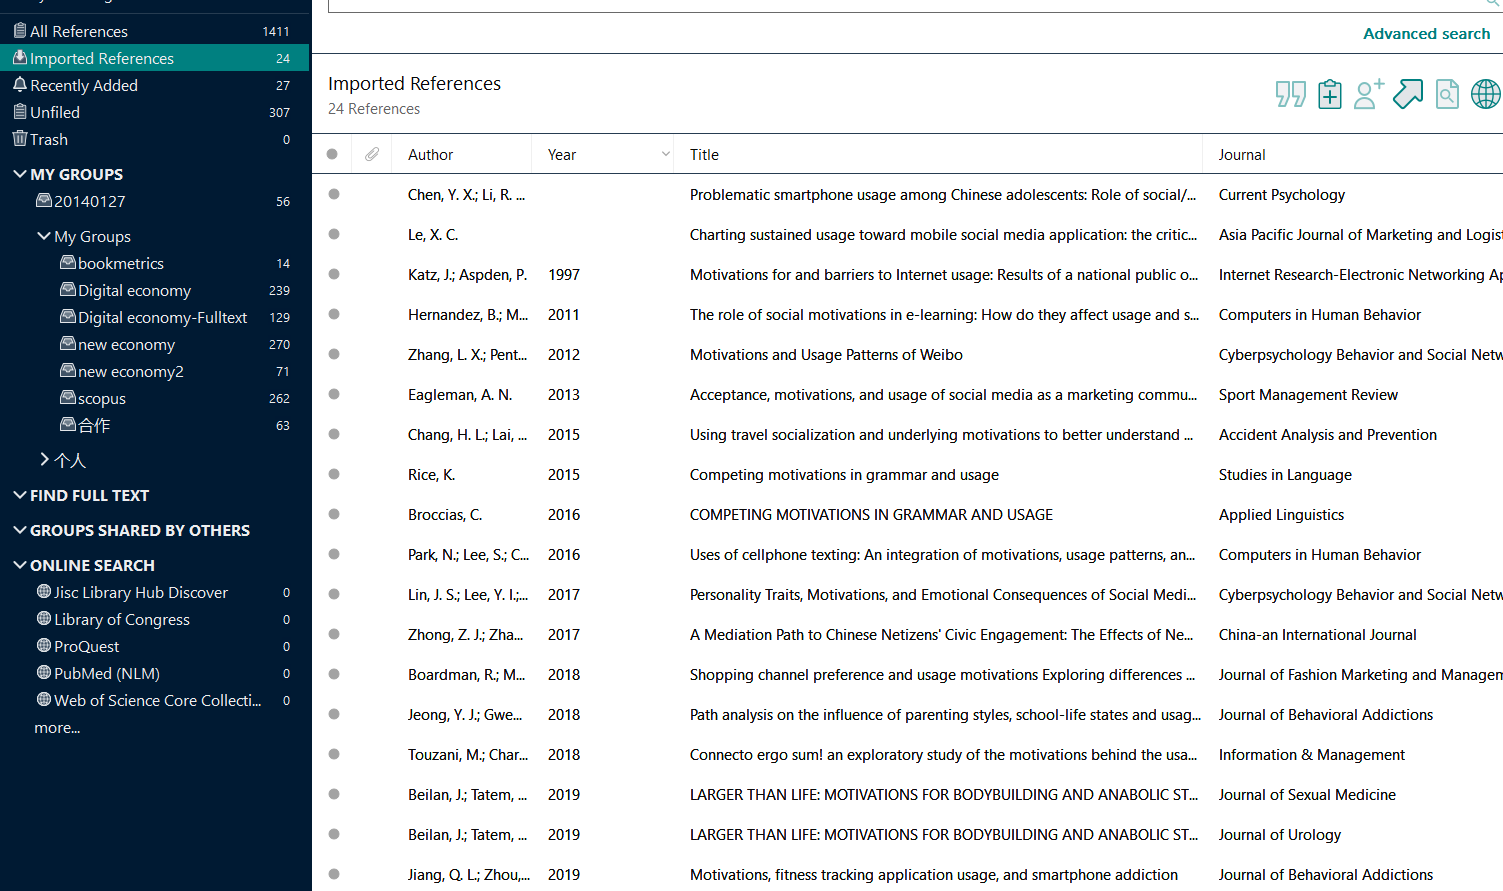 All References 1411
Imported References 24
Recently Added 27
Unfiled 307
Trash 0
MY GROUPS
20140127 56
My Groups
bookmetrics 14
Digital economy 239
Digital economy-Fulltext 129
new economy 270
new economy2 71
scopus 262
合作 63
个人
FIND FULL TEXT
GROUPS SHARED BY OTHERS
ONLINE SEARCH
Jisc Library Hub Discover 0
Library of Congress 0
ProQuest 0
PubMed (NLM) 0
Web of Science Core Collecti... 0
more...
Advanced search
Imported References
24 References
Author Year Title Journal
Chen, Y. X.; Li, R. ... Problematic smartphone usage among Chinese adolescents: Role of social/... Current Psychology
Le, X. C. Charting sustained usage toward mobile social media application: the critic... Asia Pacific Journal of Marketing and Logist
Katz, J.; Aspden, P. 1997 Motivations for and barriers to Internet usage: Results of a national public o... Internet Research-Electronic Networking Ap
Hernandez, B.; M... 2011 The role of social motivations in e-learning: How do they affect usage and s... Computers in Human Behavior
Zhang, L. X.; Pent... 2012 Motivations and Usage Patterns of Weibo Cyberpsychology Behavior and Social Netw
Eagleman, A. N. 2013 Acceptance, motivations, and usage of social media as a marketing commu... Sport Management Review
Chang, H. L.; Lai, ... 2015 Using travel socialization and underlying motivations to better understand ... Accident Analysis and Prevention
Rice, K. 2015 Competing motivations in grammar and usage Studies in Language
Broccias, C. 2016 COMPETING MOTIVATIONS IN GRAMMAR AND USAGE Applied Linguistics
Park, N.; Lee, S.; C... 2016 Uses of cellphone texting: An integration of motivations, usage patterns, an... Computers in Human Behavior
Lin, J. S.; Lee, Y. I.;... 2017 Personality Traits, Motivations, and Emotional Consequences of Social Medi... Cyberpsychology Behavior and Social Netw
Zhong, Z. J.; Zha... 2017 A Mediation Path to Chinese Netizens' Civic Engagement: The Effects of Ne... China-an International Journal
Boardman, R.; M... 2018 Shopping channel preference and usage motivations Exploring differences ... Journal of Fashion Marketing and Managem
Jeong, Y. J.; Gwe... 2018 Path analysis on the influence of parenting styles, school-life states and usag... Journal of Behavioral Addictions
Touzani, M.; Char... 2018 Connecto ergo sum! an exploratory study of the motivations behind the usa... Information & Management
Beilan, J.; Tatem, ... 2019 LARGER THAN LIFE: MOTIVATIONS FOR BODYBUILDING AND ANABOLIC ST... Journal of Sexual Medicine
Beilan, J.; Tatem, ... 2019 LARGER THAN LIFE: MOTIVATIONS FOR BODYBUILDING AND ANABOLIC ST... Journal of Urology
Jiang, Q. L.; Zhou,... 2019 Motivations, fitness tracking application usage, and smartphone addiction Journal of Behavioral Addictions